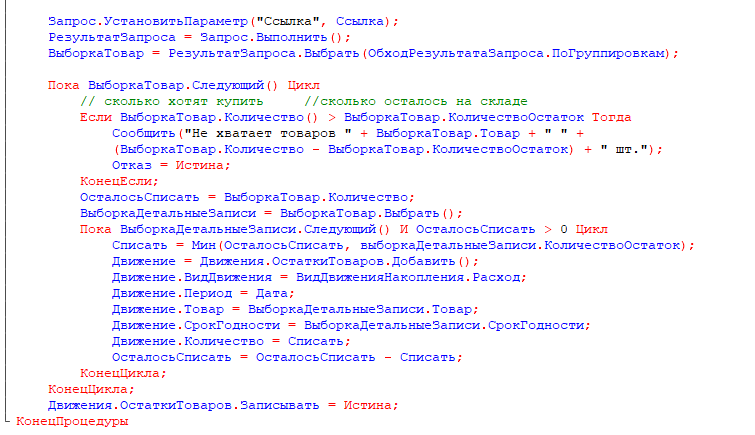 Запрос.УстановитьПараметр("Ссылка", Ссылка);
РезультатЗапроса = Запрос.Выполнить();
ВыборкаТовар = РезультатЗапроса.Выбрать(ОбходРезультатаЗапроса.ПоГруппировкам);
Пока ВыборкаТовар.Следующий() Цикл
// сколько хотят купить     //сколько осталось на складе
Если ВыборкаТовар.Количество() > ВыборкаТовар.КоличествоОстаток Тогда
Сообщить("Не хватает товаров " + ВыборкаТовар.Товар + " " +
(ВыборкаТовар.Количество - ВыборкаТовар.КоличествоОстаток) + " шт.");
Отказ = Истина;
КонецЕсли;
ОсталосьСписать = ВыборкаТовар.Количество;
ВыборкаДетальныеЗаписи = ВыборкаТовар.Выбрать();
Пока ВыборкаДетальныеЗаписи.Следующий() И ОсталосьСписать > 0 Цикл
Списать = Мин(ОсталосьСписать, выборкаДетальныеЗаписи.КоличествоОстаток);
Движение = Движения.ОстаткиТоваров.Добавить();
Движение.ВидДвижения = ВидДвиженияНакопления.Расход;
Движение.Период = Дата;
Движение.Товар = ВыборкаДетальныеЗаписи.Товар;
Движение.СрокГодности = ВыборкаДетальныеЗаписи.СрокГодности;
Движение.Количество = Списать;
ОсталосьСписать = ОсталосьСписать - Списать;
КонецЦикла;
КонецЦикла;
Движения.ОстаткиТоваров.Записывать = Истина;
КонецПроцедуры